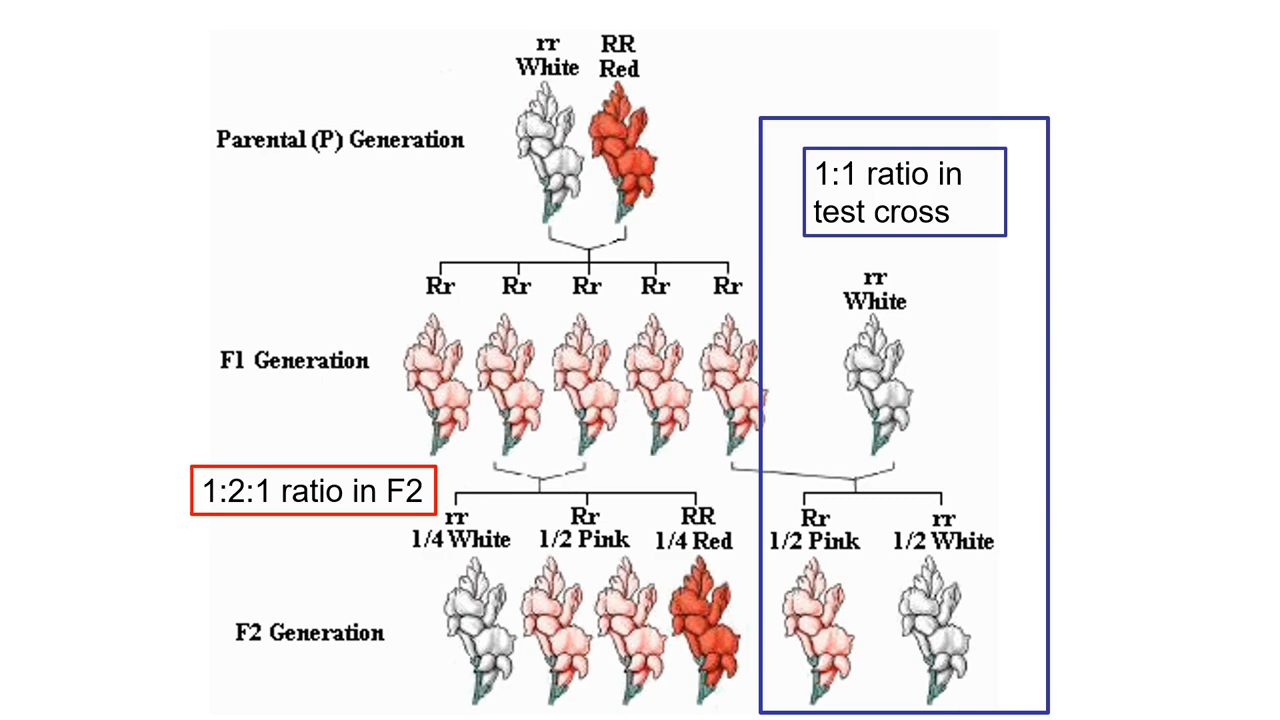 rr RR
White Red
Parental (P) Generation
1:1 ratio in
test cross
Rr Rr Rr Rr Rr
rr
White
F1 Generation
1:2:1 ratio in F2
rr Rr RR Rr rr
1/4 White 1/2 Pink 1/4 Red 1/2 Pink 1/2 White
F2 Generation